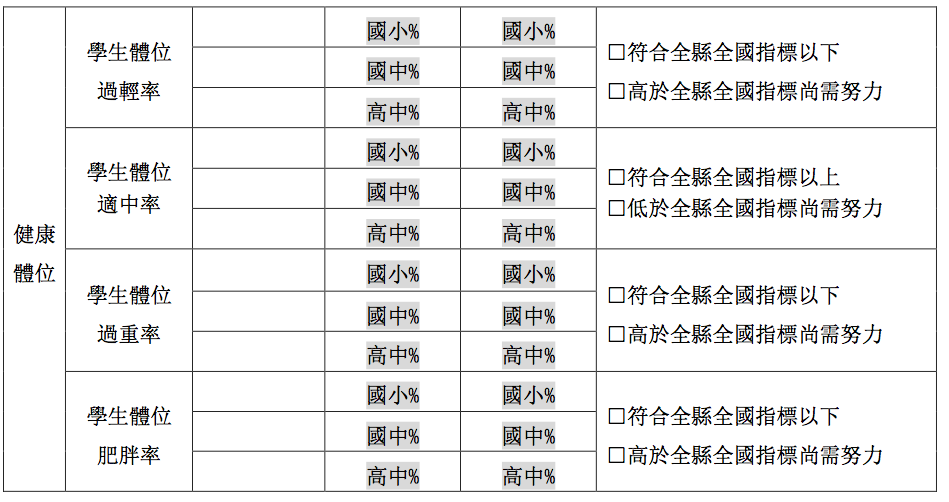 健康
體位
學生體位
過輕率
國小% 國小%
國中% 國中%
高中% 高中%
□符合全縣全國指標以下
□高於全縣全國指標尚需努力
學生體位
適中率
國小% 國小%
國中% 國中%
高中% 高中%
□符合全縣全國指標以上
□低於全縣全國指標尚需努力
學生體位
過重率
國小% 國小%
國中% 國中%
高中% 高中%
□符合全縣全國指標以下
□高於全縣全國指標尚需努力
學生體位
肥胖率
國小% 國小%
國中% 國中%
高中% 高中%
□符合全縣全國指標以下
□高於全縣全國指標尚需努力